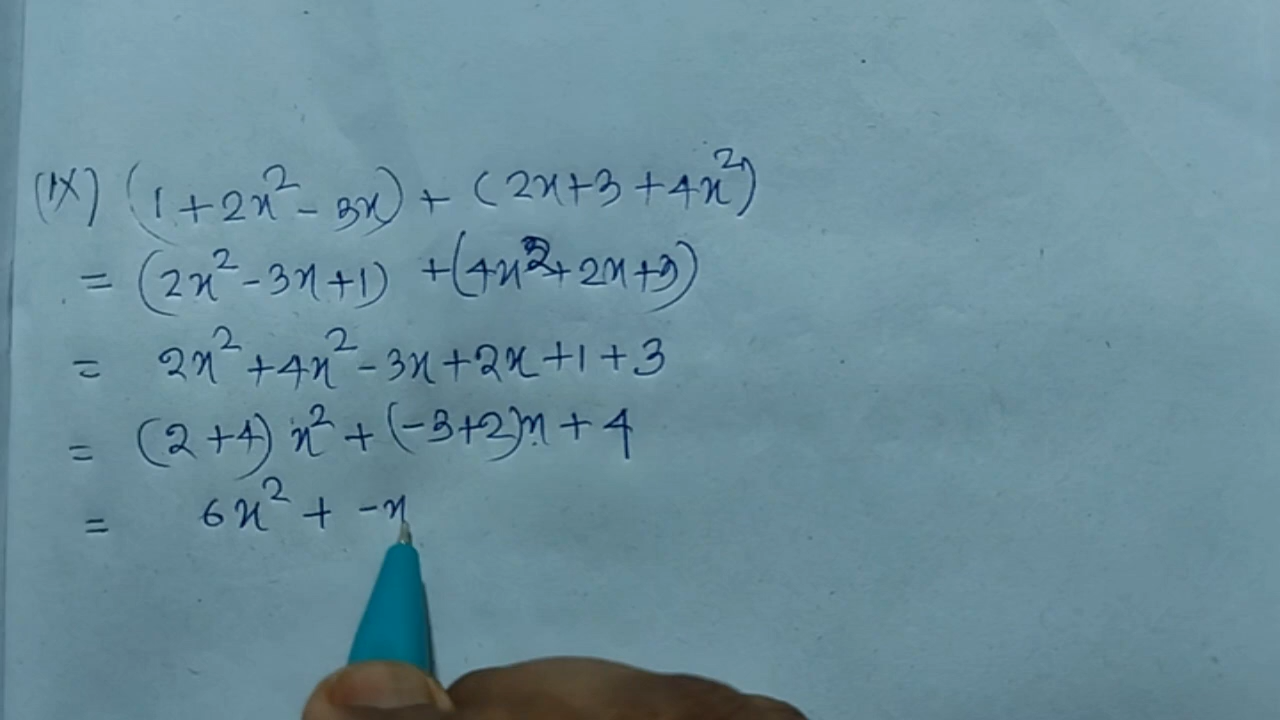 (IX) (1+2x²-3x) + (2x+3+4x²)
= (2x²-3x+1) +(4x²+2x+3)
= 2x²+4x²-3x+2x+1+3
= (2+4)x²+(-3+2)x+4
= 6x²+ -x